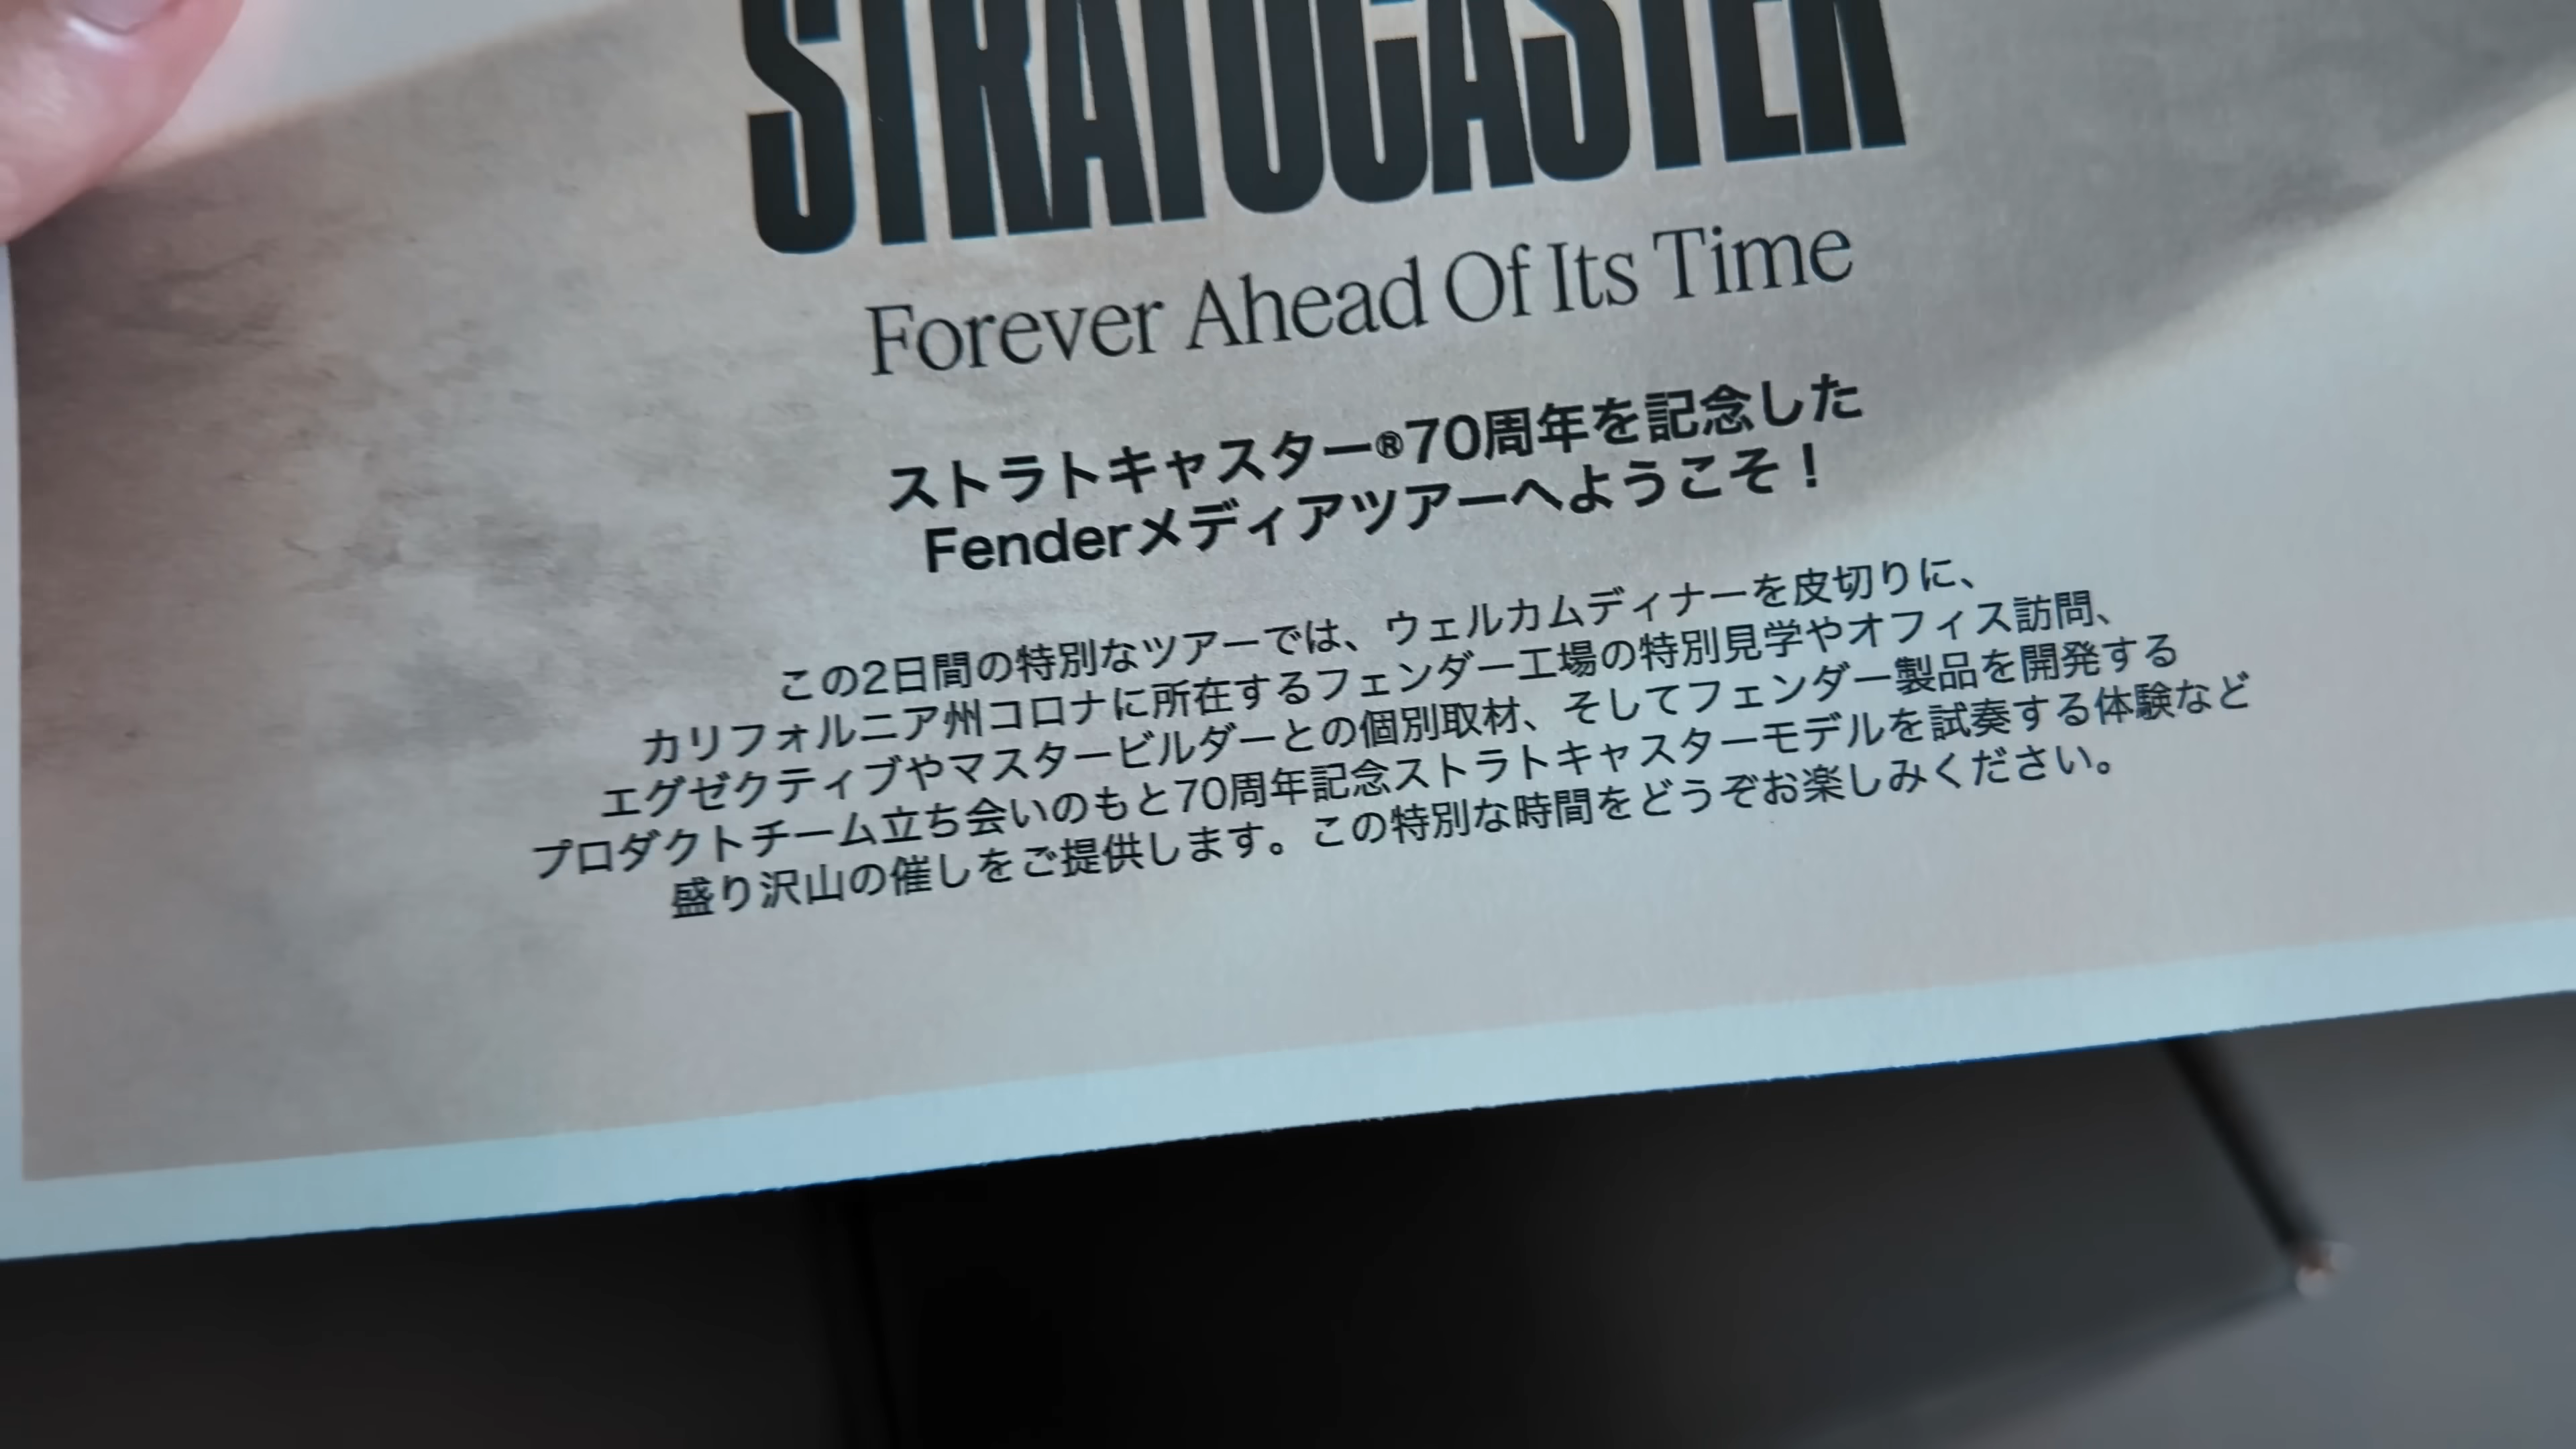 STRATOCASTER
Forever Ahead Of Its Time
ストラトキャスター®70周年を記念した
Fenderメディアツアーへようこそ！
この2日間の特別なツアーでは、ウェルカムディナーを皮切りに、
カリフォルニア州コロナに所在するフェンダー工場の特別見学やオフィス訪問、
エグゼクティブやマスタービルダーとの個別取材、そしてフェンダー製品を開発する
プロダクトチーム立ち会いのもと70周年記念ストラトキャスターモデルを試奏する体験など
盛り沢山の催しをご提供します。この特別な時間をどうぞお楽しみください。